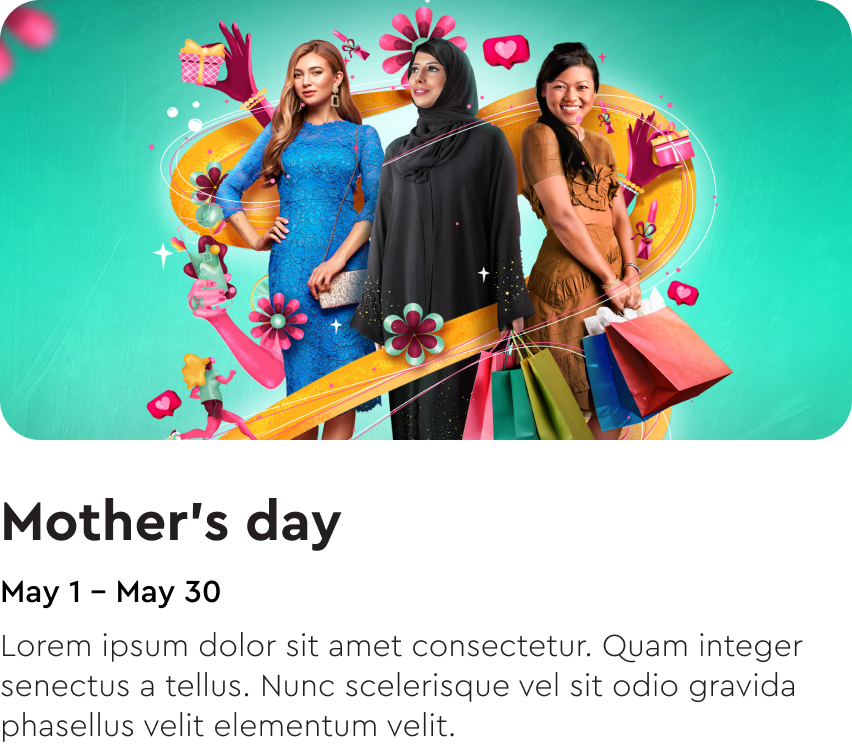 Mother's day
May 1 – May 30
Lorem ipsum dolor sit amet consectetur. Quam integer
senectus a tellus. Nunc scelerisque vel sit odio gravida
phasellus velit elementum velit.